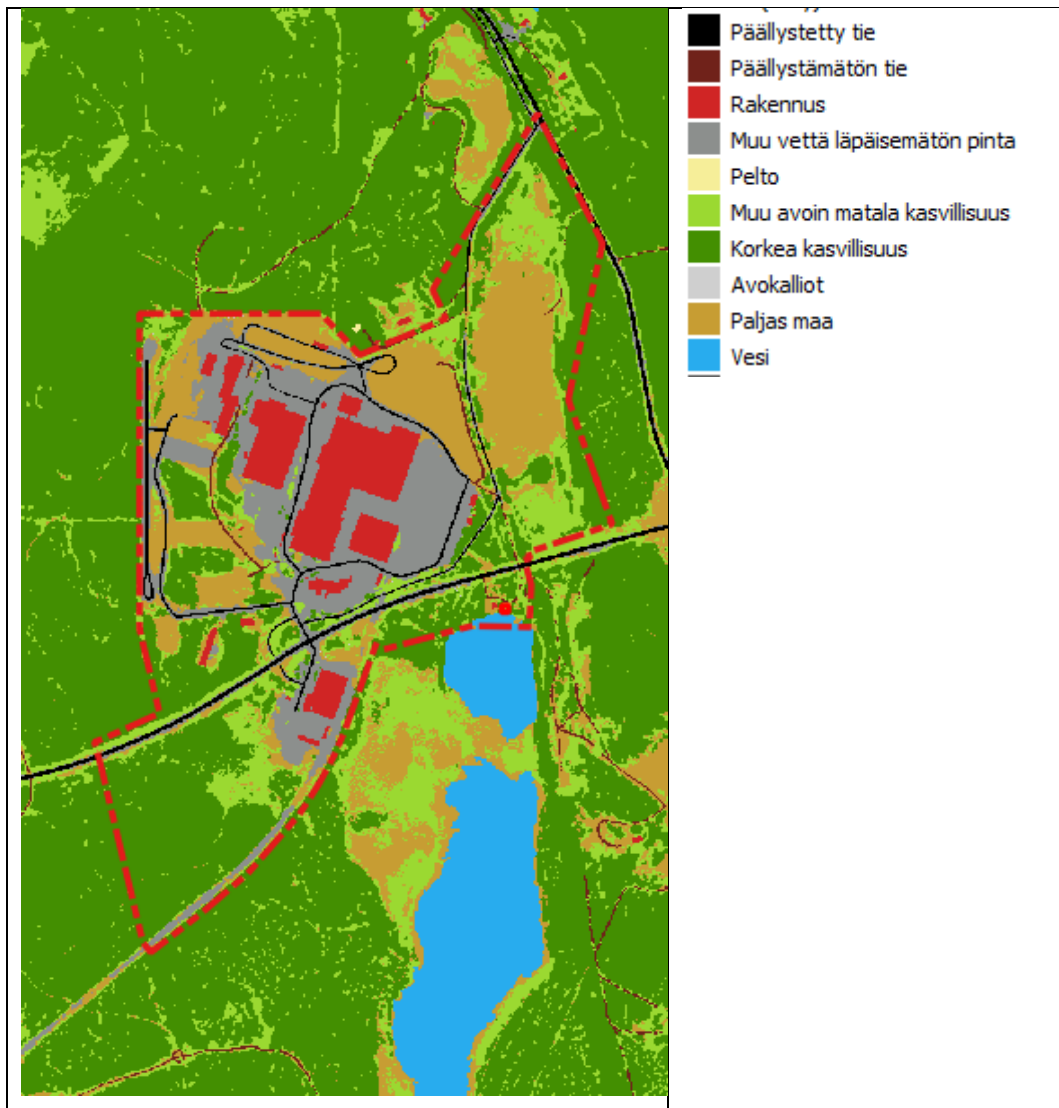 Päällystetty tie
Päällystämätön tie
Rakennus
Muu vettä läpäisemätön pinta
Pelto
Muu avoin matala kasvillisuus
Korkea kasvillisuus
Avokalliot
Paljas maa
Vesi